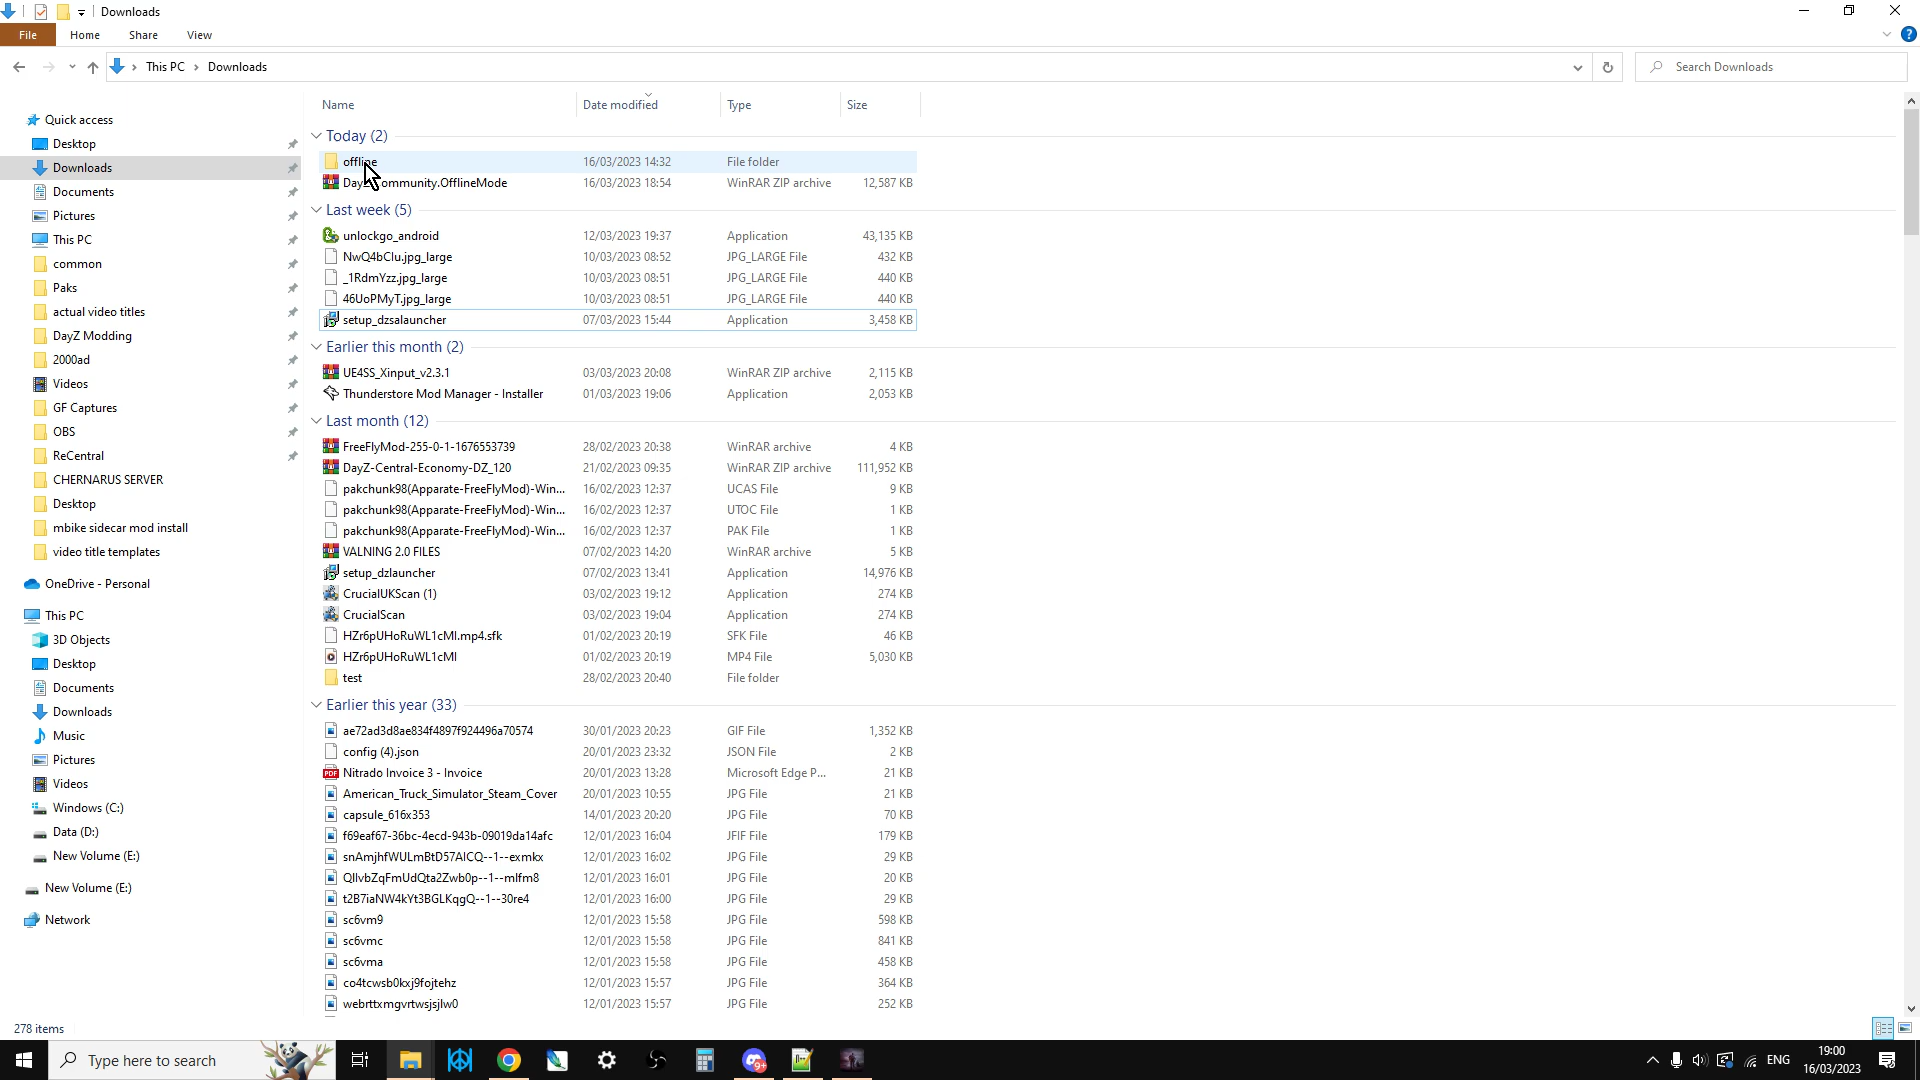 Downloads
File Home Share View
This PC Downloads Search Downloads
Name Date modified Type Size
Quick access
Desktop
Downloads
Documents
Pictures
This PC
common
Paks
actual video titles
DayZ Modding
2000ad
Videos
GF Captures
OBS
ReCentral
CHERNARUS SERVER
Desktop
mbike sidecar mod install
video title templates
OneDrive - Personal
This PC
3D Objects
Desktop
Documents
Downloads
Music
Pictures
Videos
Windows (C:)
Data (D:)
New Volume (E:)
New Volume (E:)
Network
Today (2)
offline 16/03/2023 14:32 File folder
16/03/2023 18:54 WinRAR ZIP archive 12,587 KB
Last week (5)
unlockgo_android 12/03/2023 19:37 Application 43,135 KB
NwQ4bClu.jpg_large 10/03/2023 08:52 JPG_LARGE File 432 KB
_1RdmYzz.jpg_large 10/03/2023 08:51 JPG_LARGE File 440 KB
46UoPMyT.jpg_large 10/03/2023 08:51 JPG_LARGE File 440 KB
setup_dzsalauncher 07/03/2023 15:44 Application 3,458 KB
Earlier this month (2)
UE4SS_Xinput_v2.3.1 03/03/2023 20:08 WinRAR ZIP archive 2,115 KB
Thunderstore Mod Manager - Installer 01/03/2023 19:06 Application 2,053 KB
Last month (12)
FreeFlyMod-255-0-1-1676553739 28/02/2023 20:38 WinRAR archive 4 KB
DayZ-Central-Economy-DZ_120 21/02/2023 09:35 WinRAR ZIP archive 111,952 KB
pakchunk98(Apparate-FreeFlyMod)-Win... 16/02/2023 12:37 UCAS File 9 KB
pakchunk98(Apparate-FreeFlyMod)-Win... 16/02/2023 12:37 UTOC File 1 KB
pakchunk98(Apparate-FreeFlyMod)-Win... 16/02/2023 12:37 PAK File 1 KB
VALNING 2.0 FILES 07/02/2023 14:20 WinRAR archive 5 KB
setup_dzlauncher 07/02/2023 13:41 Application 14,976 KB
CrucialUKScan (1) 03/02/2023 19:12 Application 274 KB
CrucialScan 03/02/2023 19:04 Application 274 KB
HZr6pUHoRuWL1cMI.mp4.sfk 01/02/2023 20:19 SFK File 46 KB
HZr6pUHoRuWL1cMI 01/02/2023 20:19 MP4 File 5,030 KB
test 28/02/2023 20:40 File folder
Earlier this year (33)
ae72ad3d8ae834f4897f924496a70574 30/01/2023 20:23 GIF File 1,352 KB
config (4).json 20/01/2023 23:32 JSON File 2 KB
Nitrado Invoice 3 - Invoice 20/01/2023 13:28 Microsoft Edge P... 21 KB
American_Truck_Simulator_Steam_Cover 20/01/2023 10:55 JPG File 21 KB
capsule_616x353 14/01/2023 20:20 JPG File 70 KB
f69eaf67-36bc-4ecd-943b-09019da14afc 12/01/2023 16:04 JFIF File 179 KB
snAmjhfWULmBtD57AICQ--1--exmkx 12/01/2023 16:02 JPG File 29 KB
QIlvbZqFmUdQta2Zwb0p--1--mlfm8 12/01/2023 16:01 JPG File 20 KB
t2B7iaNW4kYt3BGLKqgQ--1--30re4 12/01/2023 16:00 JPG File 29 KB
sc6vm9 12/01/2023 15:58 JPG File 598 KB
sc6vmc 12/01/2023 15:58 JPG File 841 KB
sc6vma 12/01/2023 15:58 JPG File 458 KB
co4tcwsb0kxj9fojtehz 12/01/2023 15:57 JPG File 364 KB
webrttxmgvrtwsjsjlw0 12/01/2023 15:57 JPG File 252 KB
278 items
Type here to search
ENG 19:00
16/03/2023